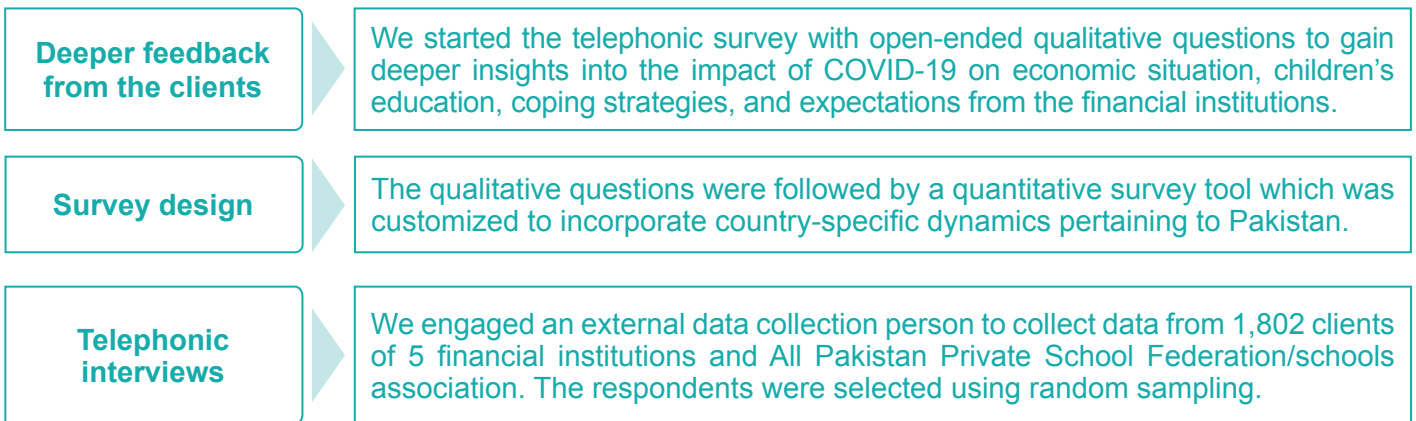 Deeper feedback
from the clients
We started the telephonic survey with open-ended qualitative questions to gain
deeper insights into the impact of COVID-19 on economic situation, children's
education, coping strategies, and expectations from the financial institutions.
Survey design
The qualitative questions were followed by a quantitative survey tool which was
customized to incorporate country-specific dynamics pertaining to Pakistan.
Telephonic
interviews
We engaged an external data collection person to collect data from 1,802 clients
of 5 financial institutions and All Pakistan Private School Federation/schools
association. The respondents were selected using random sampling.